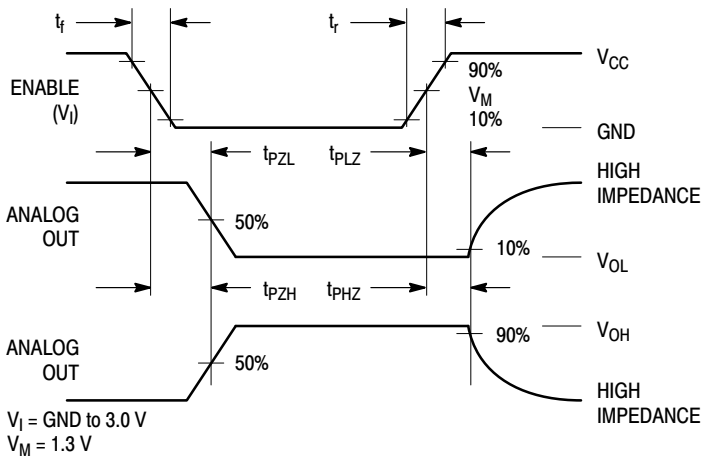 tf
tr
VCC
ENABLE
(VI)
90%
VM
10%
GND
tPZL
tPLZ
HIGH
IMPEDANCE
ANALOG
OUT
50%
10%
VOL
tPZH
tPHZ
VOH
90%
ANALOG
OUT
50%
HIGH
IMPEDANCE
VI = GND to 3.0 V
VM = 1.3 V